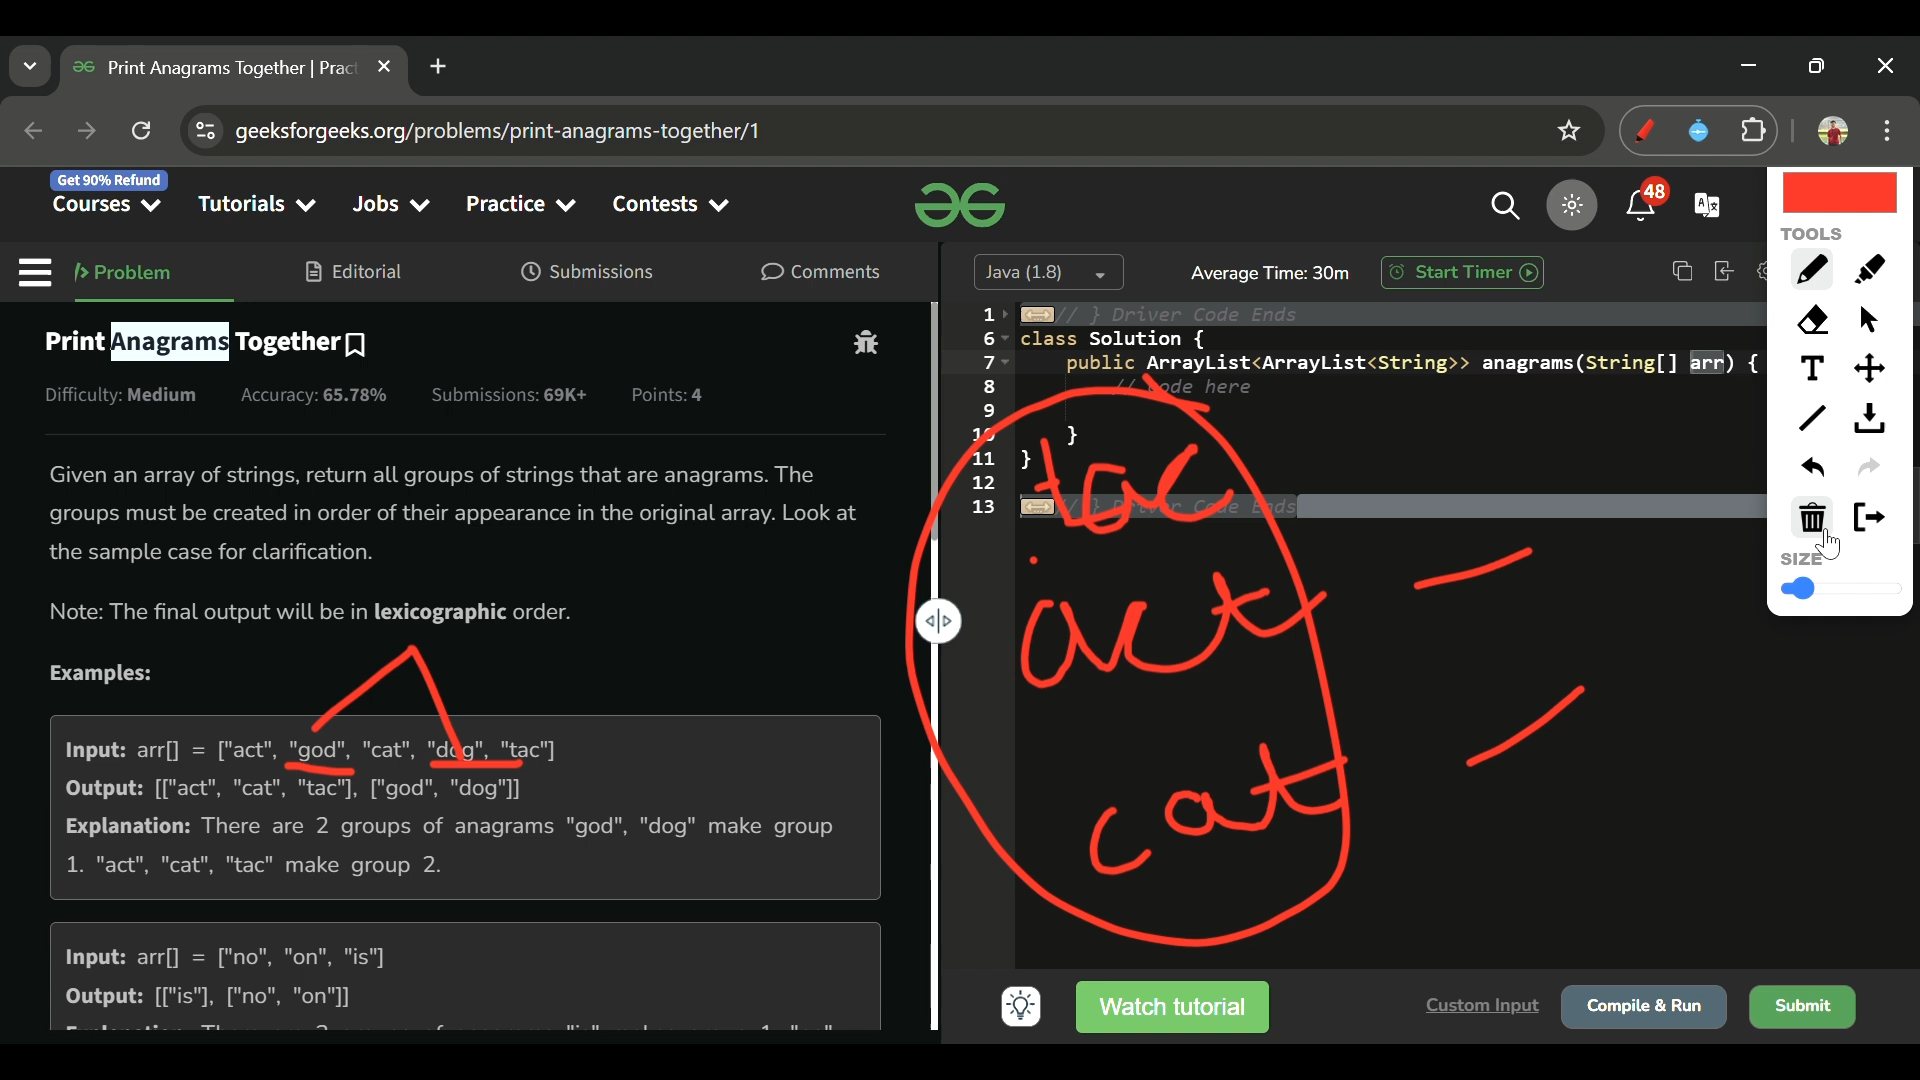 Print Anagrams Together | Pract
geeksforgeeks.org/problems/print-anagrams-together/1
Get 90% Refund
Courses Tutorials Jobs Practice Contests
48
TOOLS
Problem Editorial Submissions Comments
Java (1.8) Average Time: 30m Start Timer
Print Anagrams Together
Difficulty: Medium Accuracy: 65.78% Submissions: 69K+ Points: 4
Given an array of strings, return all groups of strings that are anagrams. The
groups must be created in order of their appearance in the original array. Look at
the sample case for clarification.
Note: The final output will be in lexicographic order.
Examples:
Input: arr[] = ["act", "god", "cat", "dog", "tac"]
Output: [["act", "cat", "tac"], ["god", "dog"]]
Explanation: There are 2 groups of anagrams "god", "dog" make group
1. "act", "cat", "tac" make group 2.
Input: arr[] = ["no", "on", "is"]
Output: [["is"], ["no", "on"]]
1 // } Driver Code Ends
6 class Solution {
7 public ArrayList<ArrayList<String>> anagrams(String[] arr) {
8 // Code here
9
10 }
11 }
12
13 // } Driver Code Ends
tac
act
cat
SIZE
Watch tutorial Custom Input Compile & Run Submit